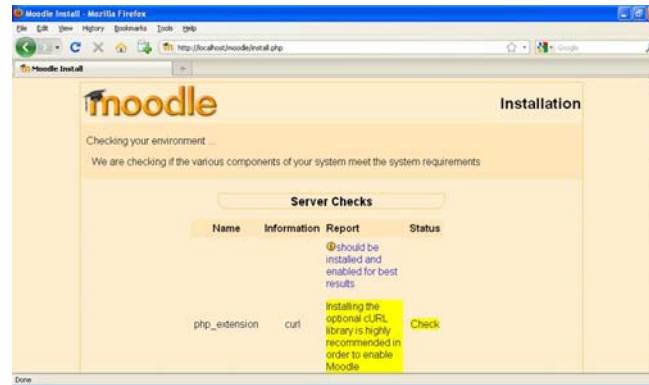 Moodle Install - Mozilla Firefox
File Edit View History Bookmarks Tools Help
http://localhost/moodle/install.php
Google
Moodle Install
moodle
Installation
Checking your environment ...
We are checking if the various components of your system meet the system requirements
Server Checks
Name Information Report Status
should be
installed and
enabled for best
results
php_extension curl Installing the
optional cURL
library is highly
recommended in
order to enable
Moodle
Check
Done